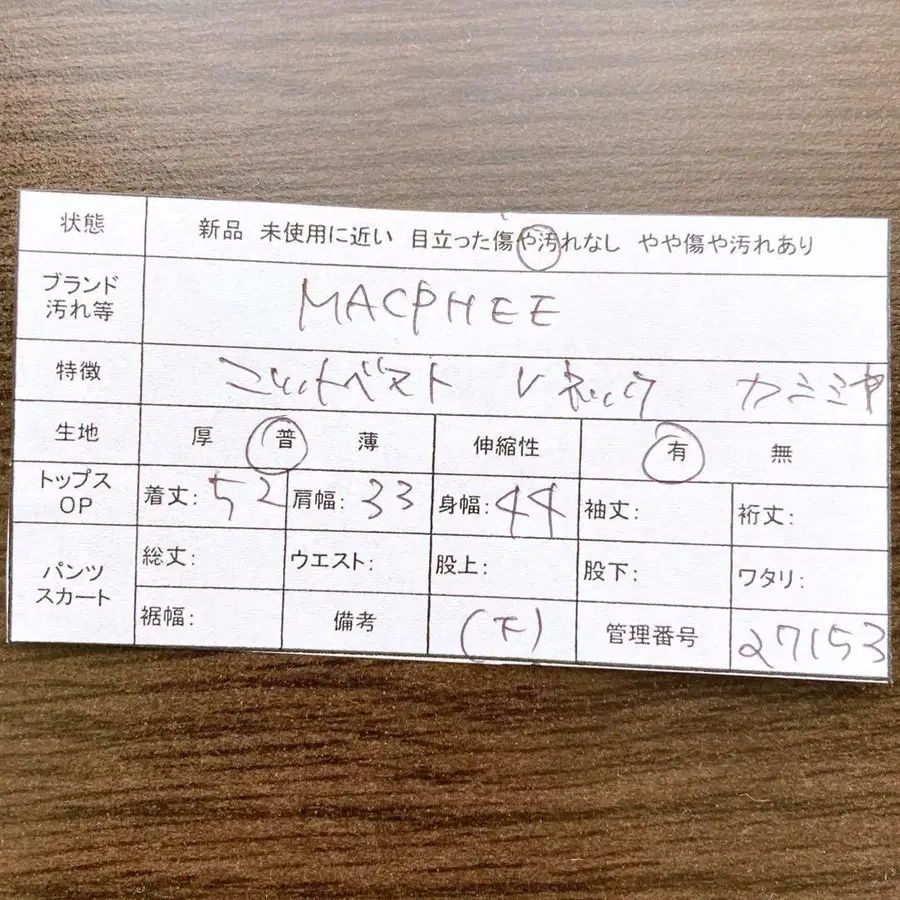 状態 新品 未使用に近い 目立った傷や汚れなし やや傷や汚れあり
ブランド
汚れ等 MACPHEE
特徴 ニットベスト Vネック カシミヤ
生地 厚 普 薄 伸縮性 有 無
トップス
OP 着丈:52 肩幅:33 身幅:44 袖丈: 裄丈:
パンツ
スカート 総丈: ウエスト: 股上: 股下: ワタリ:
裾幅: 備考 (下) 管理番号 27153